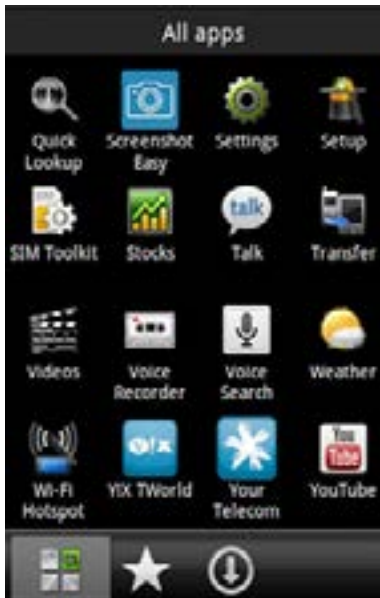 All apps
Quick
Lookup
Screenshot
Easy
Settings
Setup
SIM Toolkit
Stocks
talk
Talk
Transfer
Videos
Voice
Recorder
Voice
Search
Weather
Wi-Fi
Hotspot
Y!X
Y!X TWorld
Your
Telecom
You
Tube
YouTube